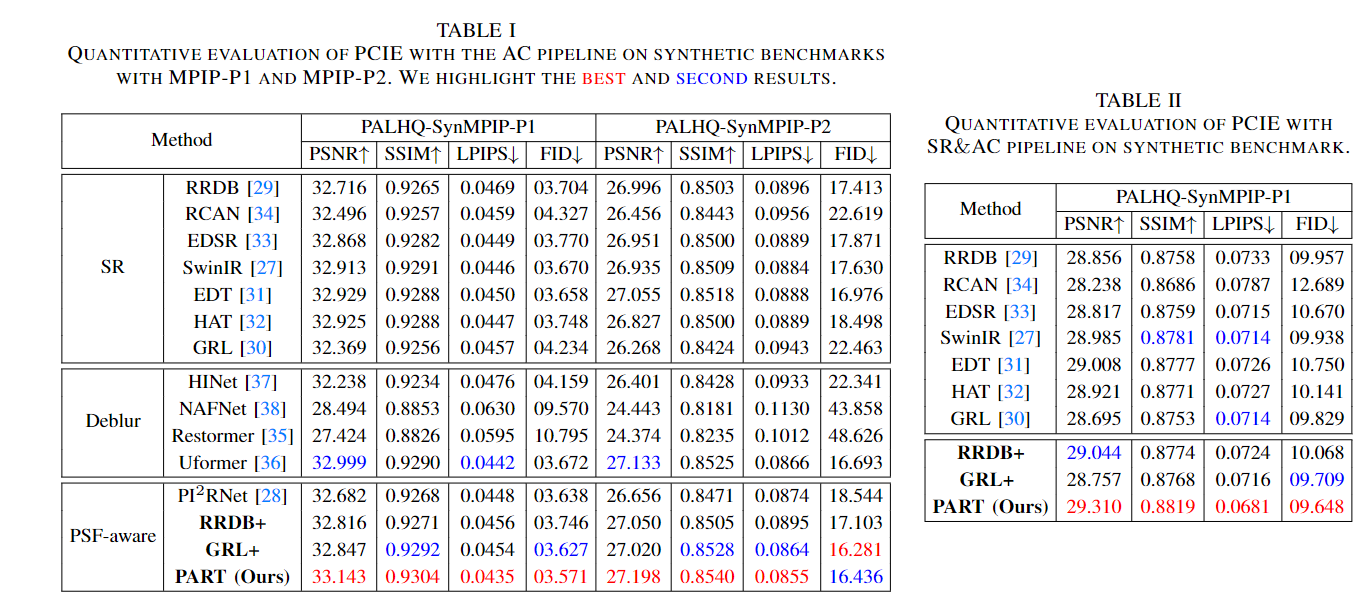 TABLE I
QUANTITATIVE EVALUATION OF PCIE WITH THE AC PIPELINE ON SYNTHETIC BENCHMARKS
WITH MPIP-P1 AND MPIP-P2. WE HIGHLIGHT THE BEST AND SECOND RESULTS.
Method PALHQ-SynMPIP-P1 PALHQ-SynMPIP-P2
PSNR↑ SSIM↑ LPIPS↓ FID↓ PSNR↑ SSIM↑ LPIPS↓ FID↓
SR
RRDB [29] 32.716 0.9265 0.0469 03.704 26.996 0.8503 0.0896 17.413
RCAN [34] 32.496 0.9257 0.0459 04.327 26.456 0.8443 0.0956 22.619
EDSR [33] 32.868 0.9282 0.0449 03.770 26.951 0.8500 0.0889 17.871
SwinIR [27] 32.913 0.9291 0.0446 03.670 26.935 0.8509 0.0884 17.630
EDT [31] 32.929 0.9288 0.0450 03.658 27.055 0.8518 0.0888 16.976
HAT [32] 32.925 0.9288 0.0447 03.748 26.827 0.8500 0.0889 18.498
GRL [30] 32.369 0.9256 0.0457 04.234 26.268 0.8424 0.0943 22.463
Deblur
HINet [37] 32.238 0.9234 0.0476 04.159 26.401 0.8428 0.0933 22.341
NAFNet [38] 28.494 0.8853 0.0630 09.570 24.443 0.8181 0.1130 43.858
Restormer [35] 27.424 0.8826 0.0595 10.795 24.374 0.8235 0.1012 48.626
Uformer [36] 32.999 0.9290 0.0442 03.672 27.133 0.8525 0.0866 16.693
PSF-aware
PI²RNet [28] 32.682 0.9268 0.0448 03.638 26.656 0.8471 0.0874 18.544
RRDB+ 32.816 0.9271 0.0456 03.746 27.050 0.8505 0.0895 17.103
GRL+ 32.847 0.9292 0.0454 03.627 27.020 0.8528 0.0864 16.281
PART (Ours) 33.143 0.9304 0.0435 03.571 27.198 0.8540 0.0855 16.436
TABLE II
QUANTITATIVE EVALUATION OF PCIE WITH
SR&AC PIPELINE ON SYNTHETIC BENCHMARK.
Method PALHQ-SynMPIP-P1
PSNR↑ SSIM↑ LPIPS↓ FID↓
RRDB [29] 28.856 0.8758 0.0733 09.957
RCAN [34] 28.238 0.8686 0.0787 12.689
EDSR [33] 28.817 0.8759 0.0715 10.670
SwinIR [27] 28.985 0.8781 0.0714 09.938
EDT [31] 29.008 0.8777 0.0726 10.750
HAT [32] 28.921 0.8771 0.0727 10.141
GRL [30] 28.695 0.8753 0.0714 09.829
RRDB+ 29.044 0.8774 0.0724 10.068
GRL+ 28.757 0.8768 0.0716 09.709
PART (Ours) 29.310 0.8819 0.0681 09.648